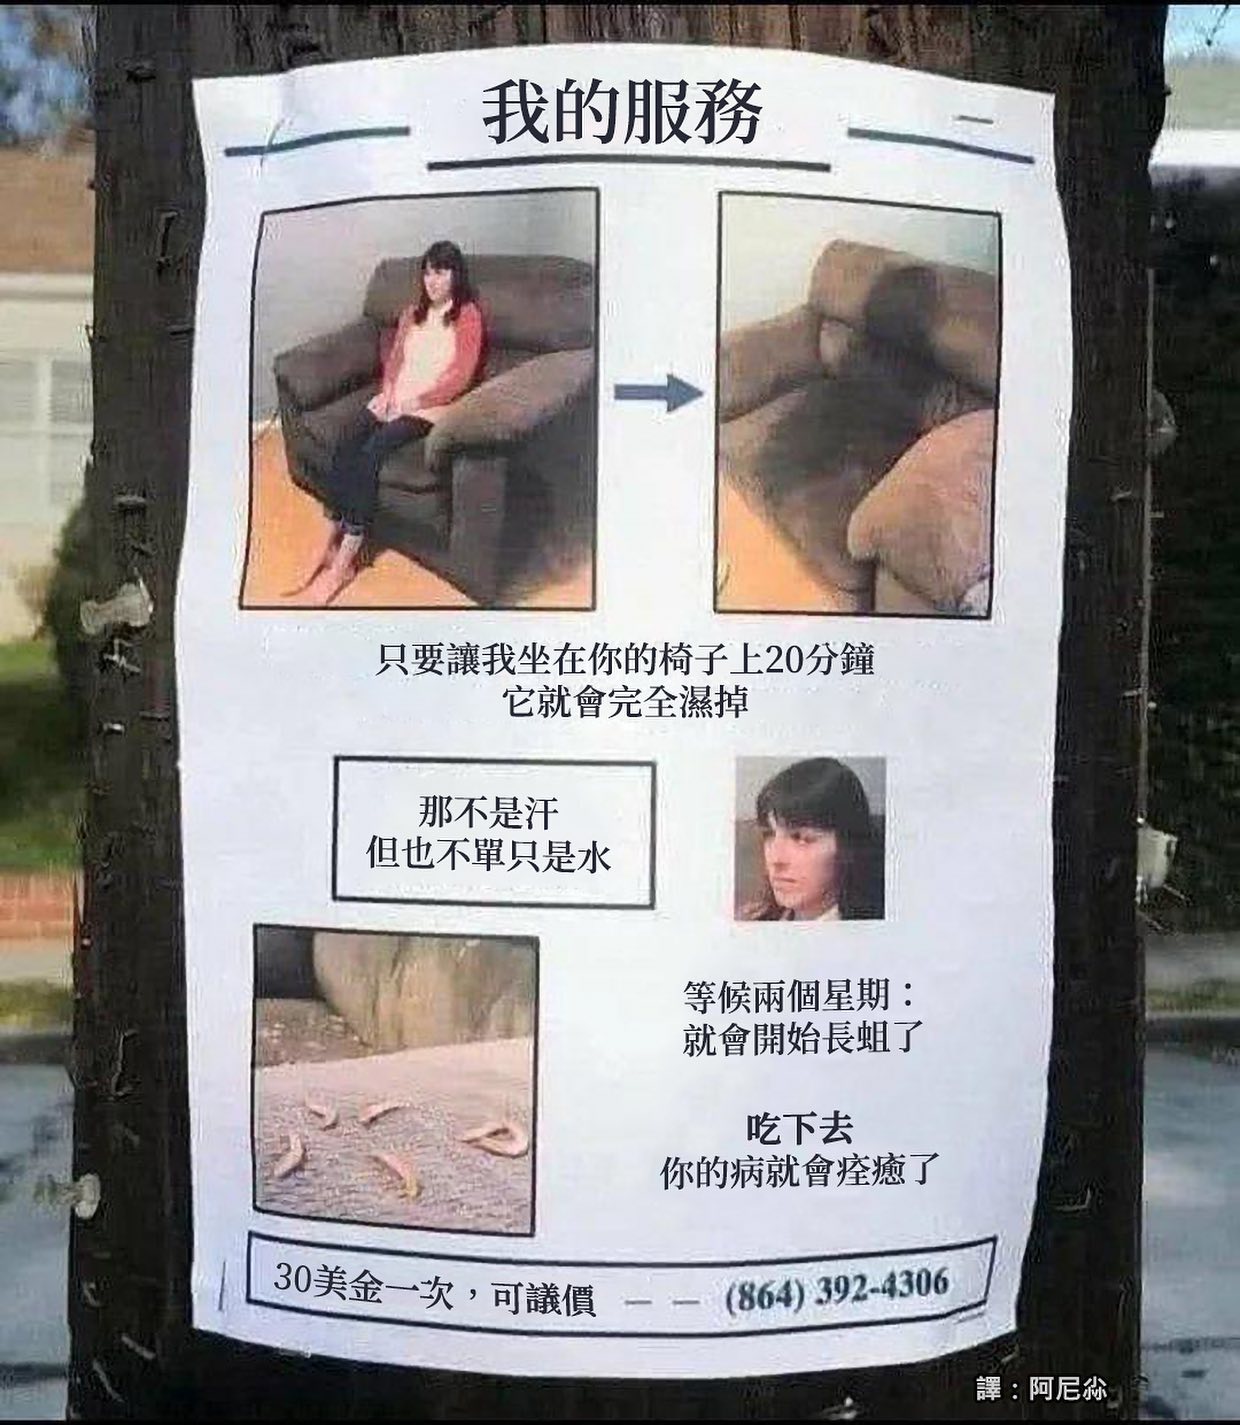 我的服務
只要讓我坐在你的椅子上20分鐘
它就會完全濕掉
那不是汗
但也不單只是水
等候兩個星期：
就會開始長蛆了
吃下去
你的病就會痊癒了
30美金一次，可議價 — — (864) 392-4306
譯：阿尼尛